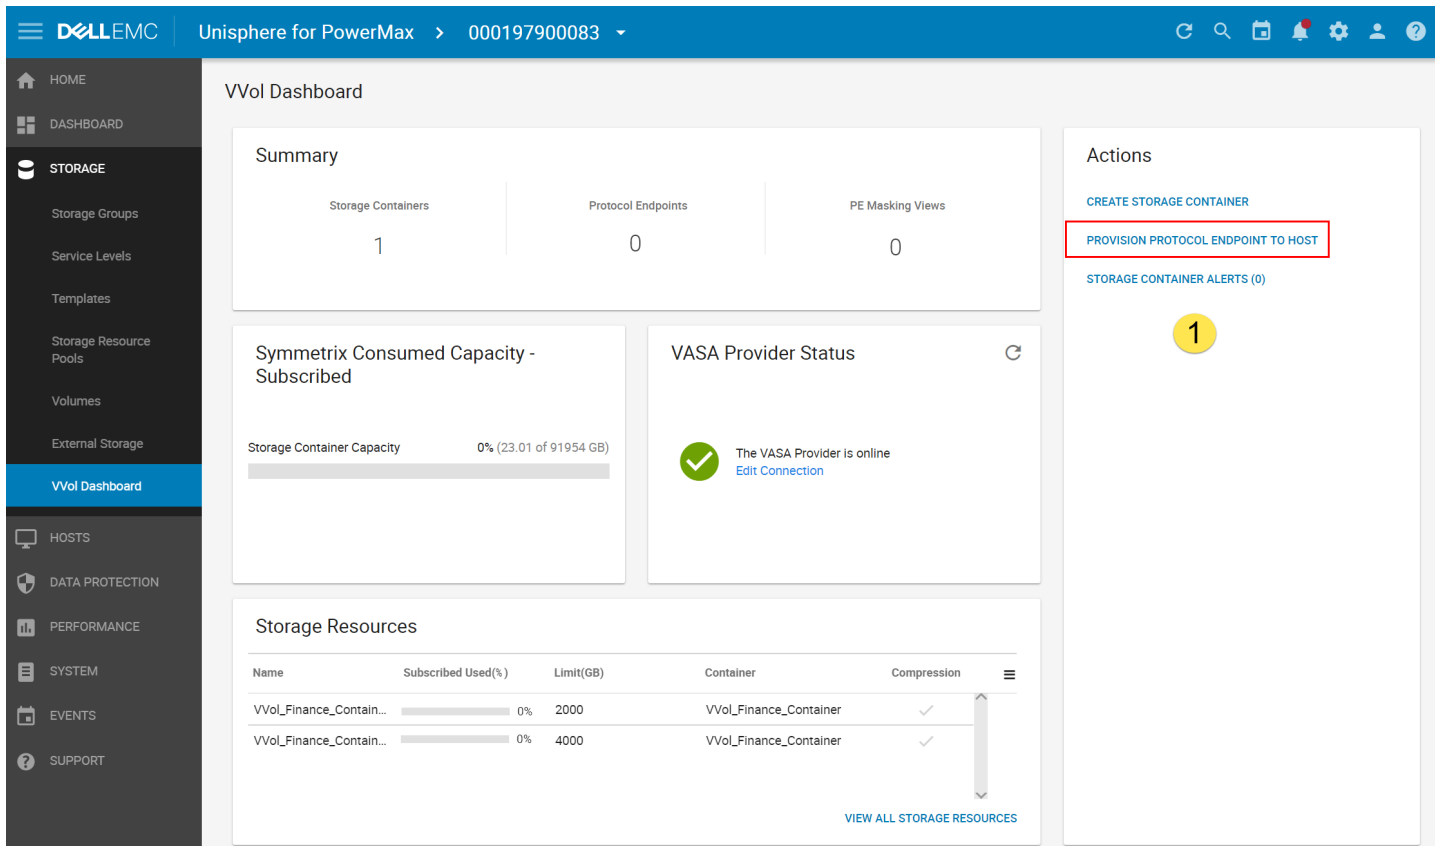 DELLEMC Unisphere for PowerMax > 000197900083
HOME
DASHBOARD
STORAGE
Storage Groups
Service Levels
Templates
Storage Resource
Pools
Volumes
External Storage
VVol Dashboard
HOSTS
DATA PROTECTION
PERFORMANCE
SYSTEM
EVENTS
SUPPORT
VVol Dashboard
Summary
Storage Containers Protocol Endpoints PE Masking Views
1 0 0
Symmetrix Consumed Capacity -
Subscribed
Storage Container Capacity 0% (23.01 of 91954 GB)
VASA Provider Status
The VASA Provider is online
Edit Connection
Storage Resources
Name Subscribed Used(%) Limit(GB) Container Compression
VVol_Finance_Contain... 0% 2000 VVol_Finance_Container
VVol_Finance_Contain... 0% 4000 VVol_Finance_Container
VIEW ALL STORAGE RESOURCES
Actions
CREATE STORAGE CONTAINER
PROVISION PROTOCOL ENDPOINT TO HOST
STORAGE CONTAINER ALERTS (0)
1